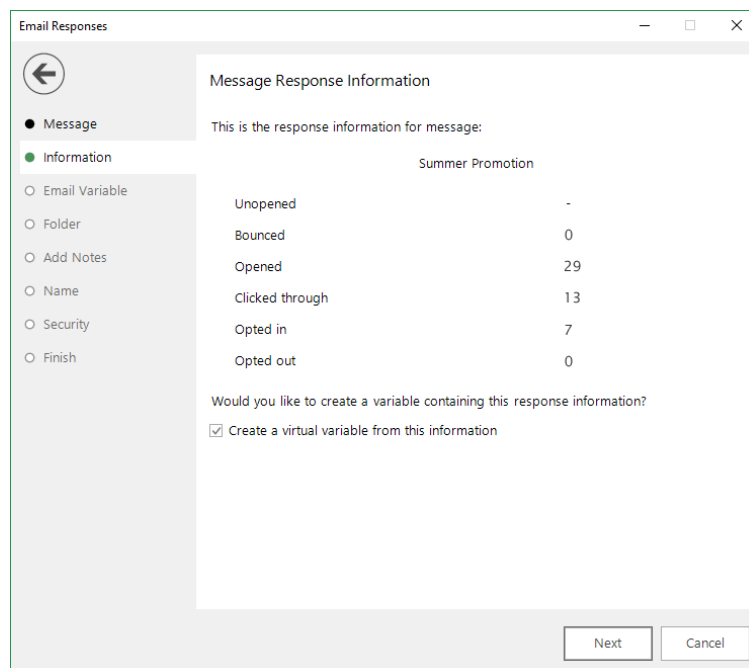 Email Responses
Message
Information
Email Variable
Folder
Add Notes
Name
Security
Finish
Message Response Information
This is the response information for message:
Summer Promotion
Unopened -
Bounced 0
Opened 29
Clicked through 13
Opted in 7
Opted out 0
Would you like to create a variable containing this response information?
Create a virtual variable from this information
Next Cancel